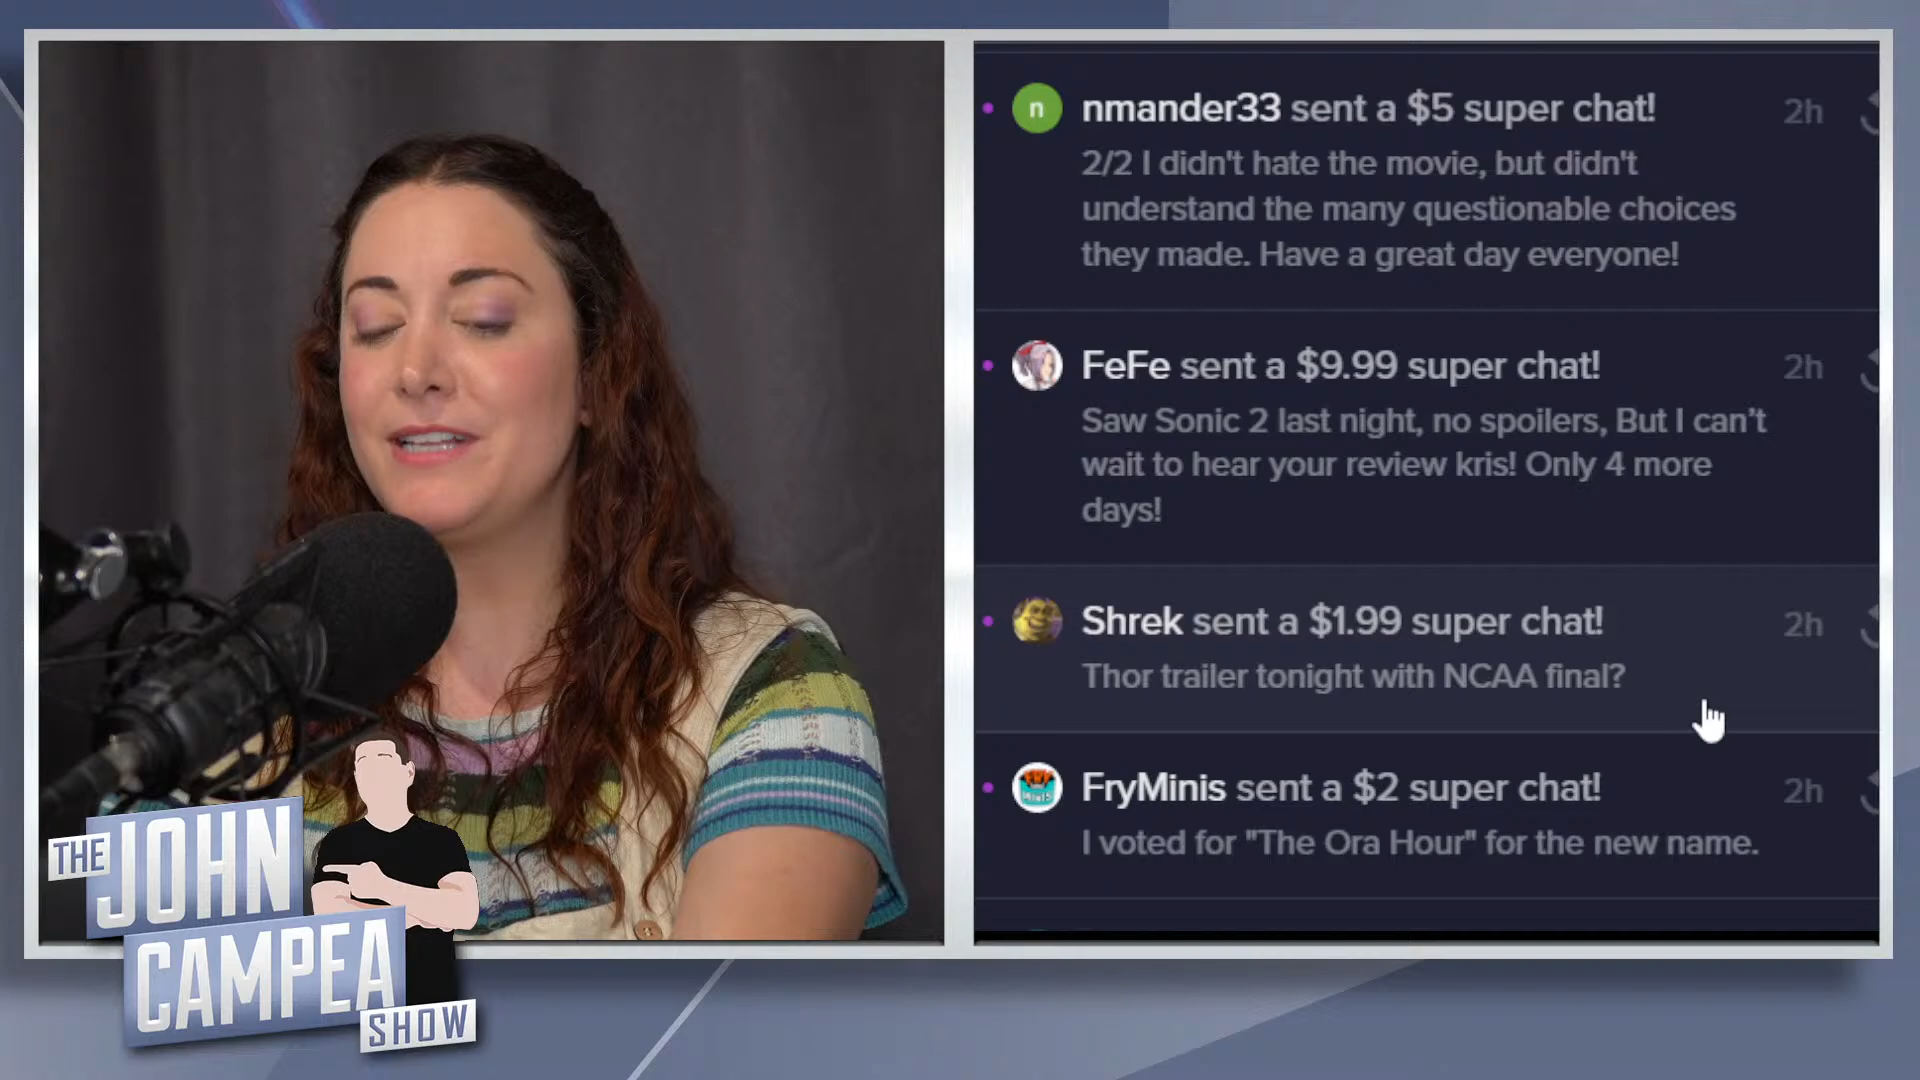 nmander33 sent a $5 super chat!
2h
2/2 I didn't hate the movie, but didn't
understand the many questionable choices
they made. Have a great day everyone!
FeFe sent a $9.99 super chat!
2h
Saw Sonic 2 last night, no spoilers, But I can't
wait to hear your review kris! Only 4 more
days!
Shrek sent a $1.99 super chat!
2h
Thor trailer tonight with NCAA final?
FryMinis sent a $2 super chat!
2h
I voted for "The Ora Hour" for the new name.
n
THE
JOHN
CAMPEA
SHOW